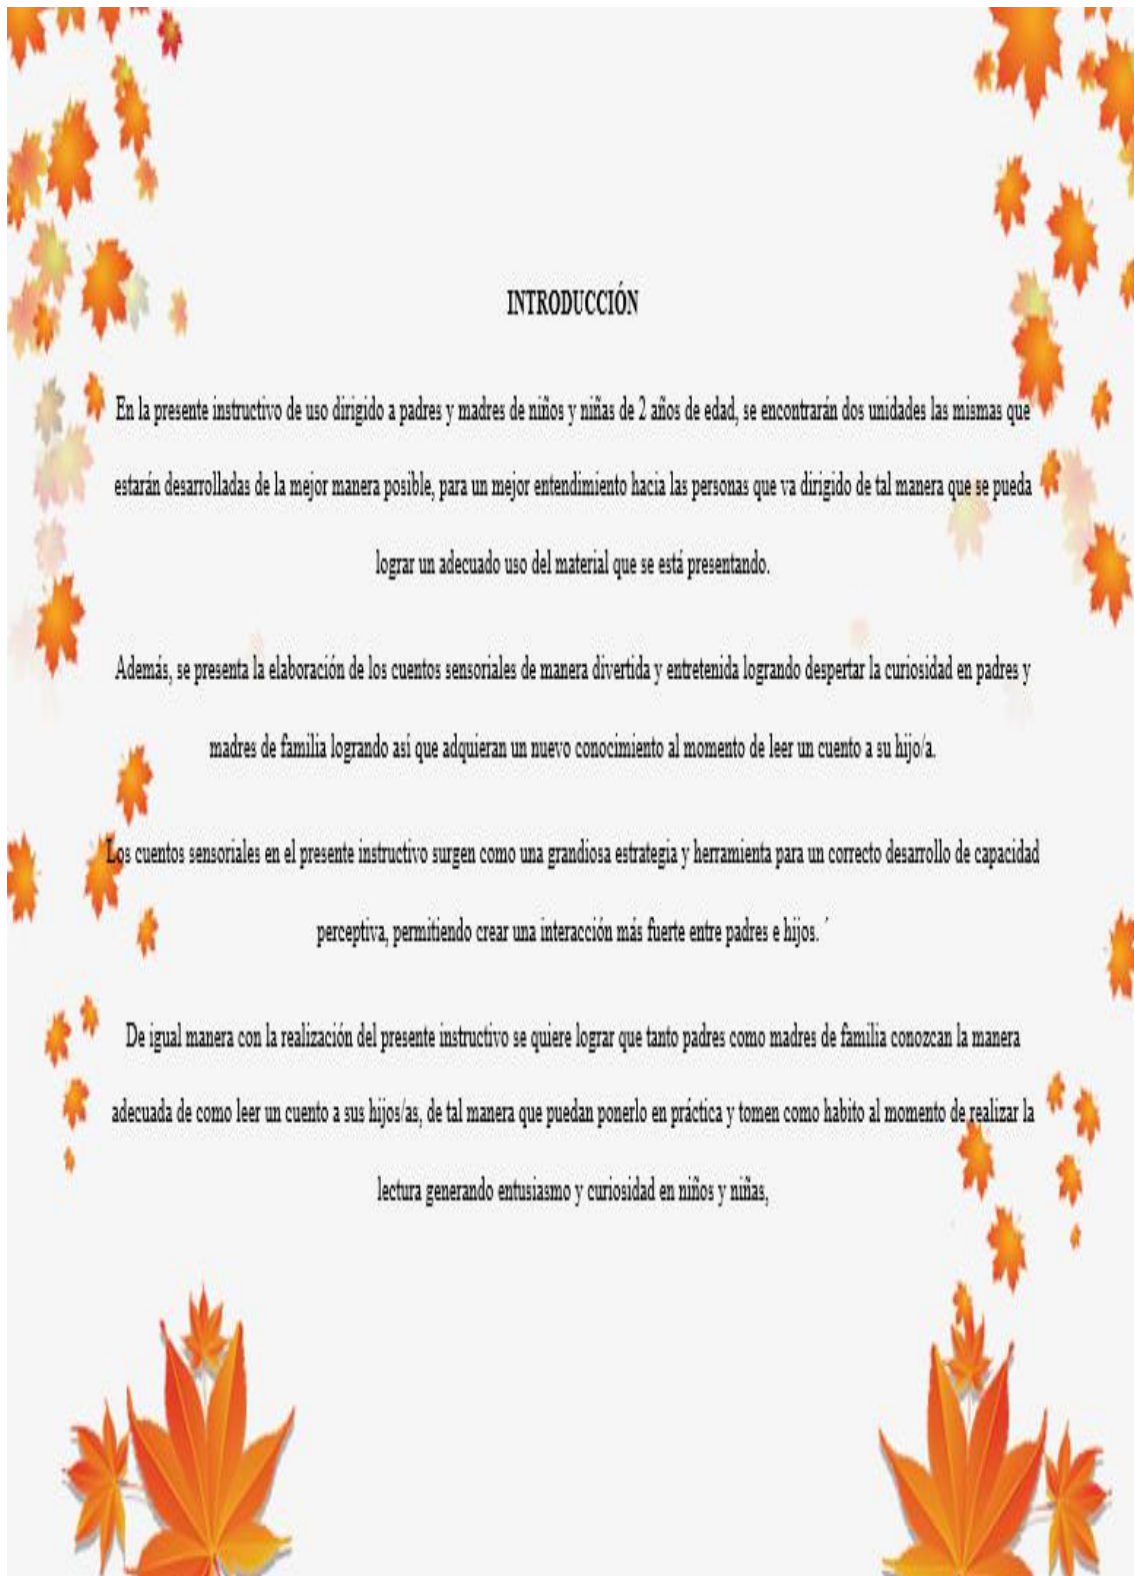 INTRODUCCIÓN
En la presente instructivo de uso dirigido a padres y madres de niños y niñas de 2 años de edad, se encontrarán dos unidades las mismas que
estarán desarrolladas de la mejor manera posible, para un mejor entendimiento hacia las personas que va dirigido de tal manera que se pueda
lograr un adecuado uso del material que se está presentando.
Además, se presenta la elaboración de los cuentos sensoriales de manera divertida y entretenida logrando despertar la curiosidad en padres y
madres de familia logrando así que adquieran un nuevo conocimiento al momento de leer un cuento a su hijo/a.
Los cuentos sensoriales en el presente instructivo surgen como una grandiosa estrategia y herramienta para un correcto desarrollo de capacidad
perceptiva, permitiendo crear una interacción más fuerte entre padres e hijos. ´
De igual manera con la realización del presente instructivo se quiere lograr que tanto padres como madres de familia conozcan la manera
adecuada de como leer un cuento a sus hijos/as, de tal manera que puedan ponerlo en práctica y tomen como habito al momento de realizar la
lectura generando entusiasmo y curiosidad en niños y niñas,